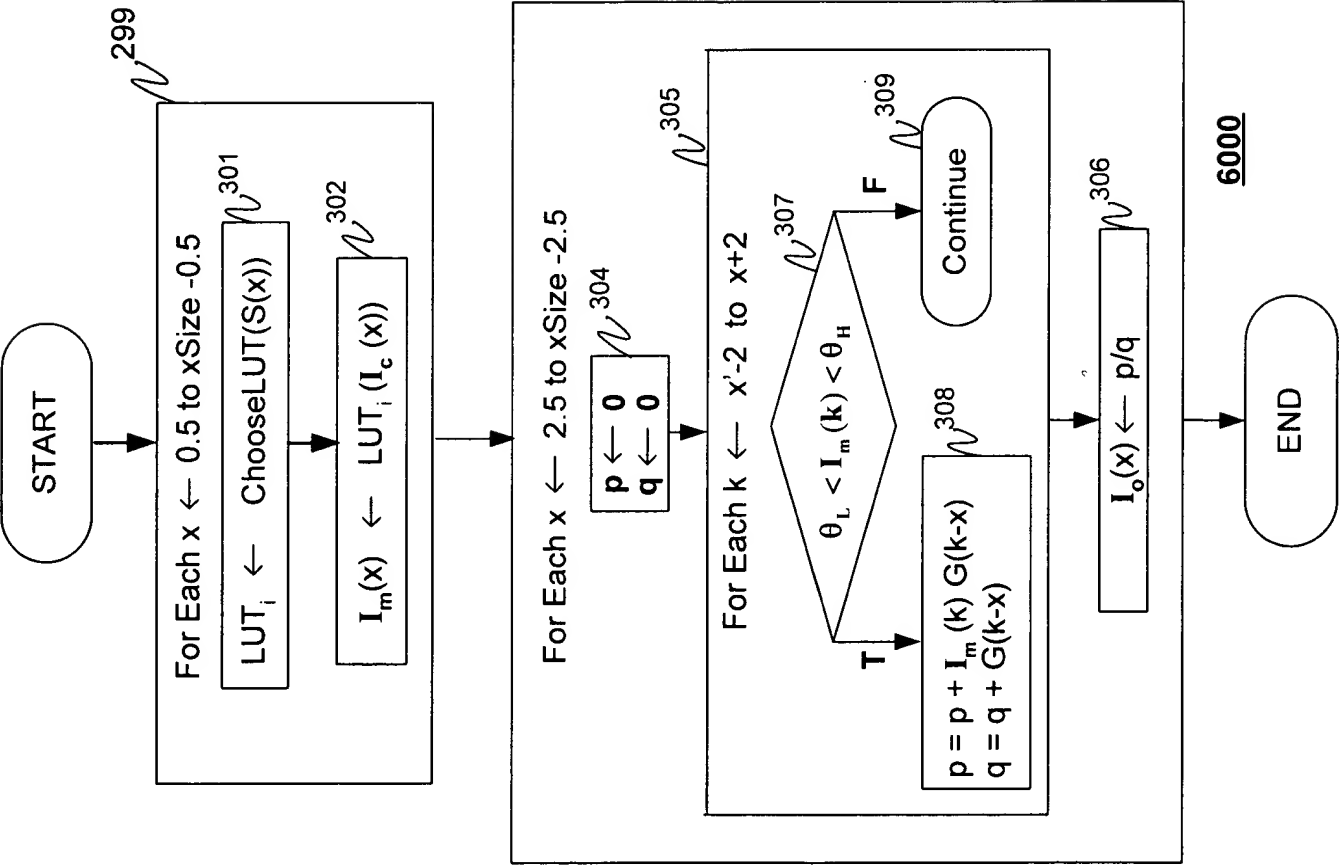 START
299
For Each x ← 0.5 to xSize -0.5
301
LUTᵢ ← ChooseLUT(S(x))
302
Iₘ(x) ← LUTᵢ (I꜀ (x))
For Each x ← 2.5 to xSize -2.5
304
p ← 0
q ← 0
305
For Each k ← x'-2 to x+2
307
θL < Iₘ (k) < θH
T
F
308
p = p + Iₘ (k) G(k-x)
q = q + G(k-x)
309
Continue
306
Iₒ(x) ← p/q
END
6000